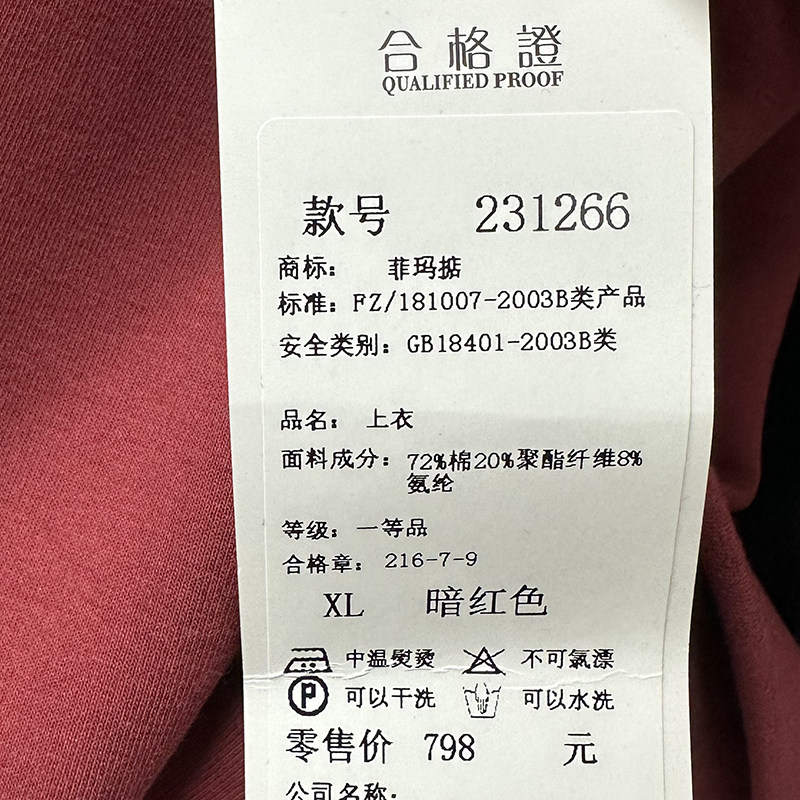 合格證
QUALIFIED PROOF
款号 231266
商标: 菲玛掂
标准: FZ/181007-2003B类产品
安全类别: GB18401-2003B类
品名: 上衣
面料成分: 72%棉20%聚酯纤维8%
氨纶
等级: 一等品
合格章: 216-7-9
XL 暗红色
中温熨烫 不可氯漂
P 可以干洗 可以水洗
零售价 798 元
公司名称: